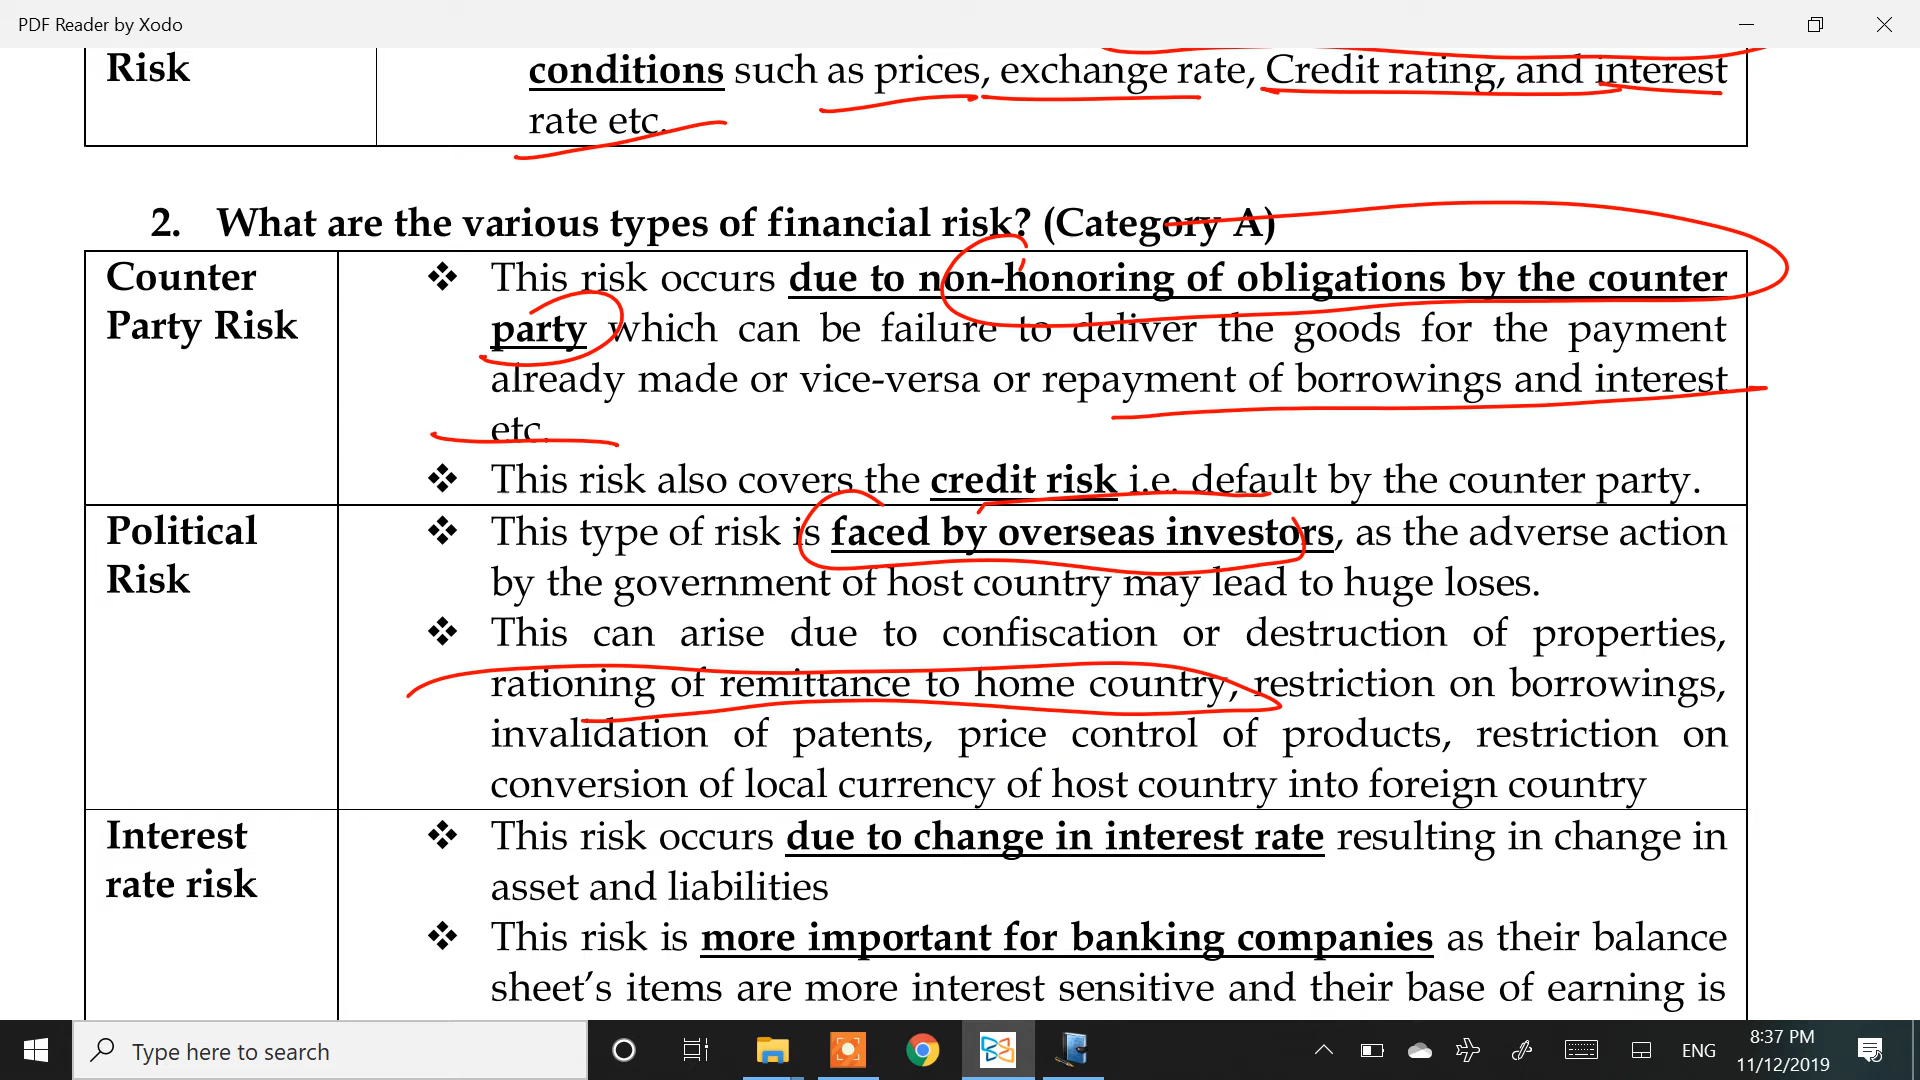 PDF Reader by Xodo
Risk
conditions such as prices, exchange rate, Credit rating, and interest
rate etc.
2. What are the various types of financial risk? (Category A)
Counter
Party Risk
❖ This risk occurs due to non-honoring of obligations by the counter
party which can be failure to deliver the goods for the payment
already made or vice-versa or repayment of borrowings and interest
etc.
❖ This risk also covers the credit risk i.e. default by the counter party.
Political
Risk
❖ This type of risk is faced by overseas investors, as the adverse action
by the government of host country may lead to huge loses.
❖ This can arise due to confiscation or destruction of properties,
rationing of remittance to home country, restriction on borrowings,
invalidation of patents, price control of products, restriction on
conversion of local currency of host country into foreign country
Interest
rate risk
❖ This risk occurs due to change in interest rate resulting in change in
asset and liabilities
❖ This risk is more important for banking companies as their balance
sheet’s items are more interest sensitive and their base of earning is
Type here to search
ENG
8:37 PM
11/12/2019